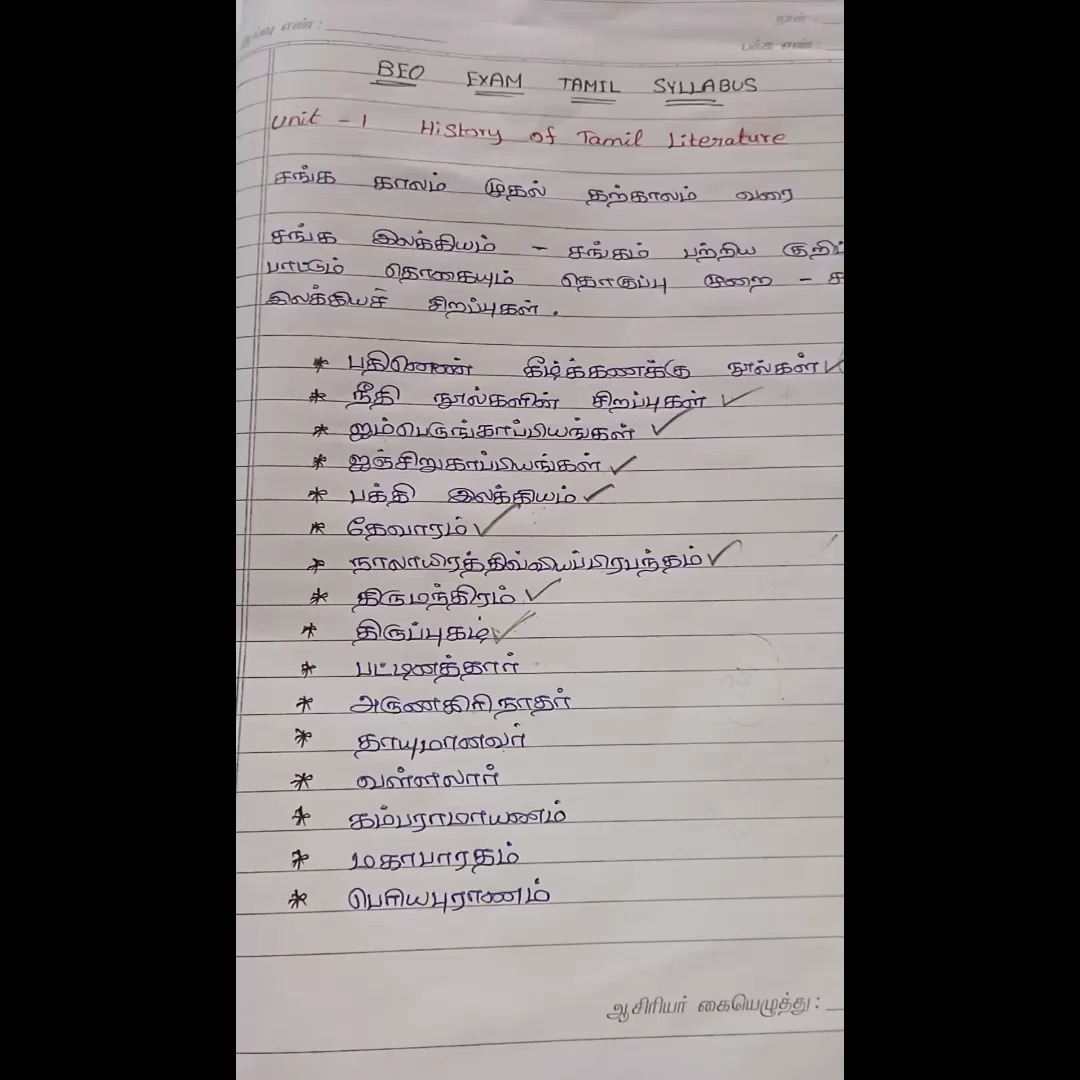 நாள் :
பக்க எண் :
BEO EXAM TAMIL SYLLABUS
Unit - 1 History of Tamil Literature
சங்க காலம் முதல் தற்காலம் வரை
சங்க இலக்கியம் - சங்கம் பற்றிய
பாட்டும் தொகையும் தொகுப்பு முறை -
இலக்கியச் சிறப்புகள் .
* பதினெண் கீழ்க்கணக்கு நூல்கள் ✓
* நீதி நூல்களின் சிறப்புகள் ✓
* ஐம்பெருங்காப்பியங்கள் ✓
* ஐஞ்சிறுகாப்பியங்கள் ✓
* பக்தி இலக்கியம் ✓
* தேவாரம் ✓
* நாலாயிரத்திவ்வியப்பிரபந்தம் ✓
* திருமந்திரம் ✓
* திருப்புகழ் ✓
* பட்டினத்தார்
* அருணகிரிநாதர்
* தாயுமானவர்
* வள்ளலார்
* கம்பராமாயணம்
* மகாபாரதம்
* பெரியபுராணம்
ஆசிரியர் கையெழுத்து :